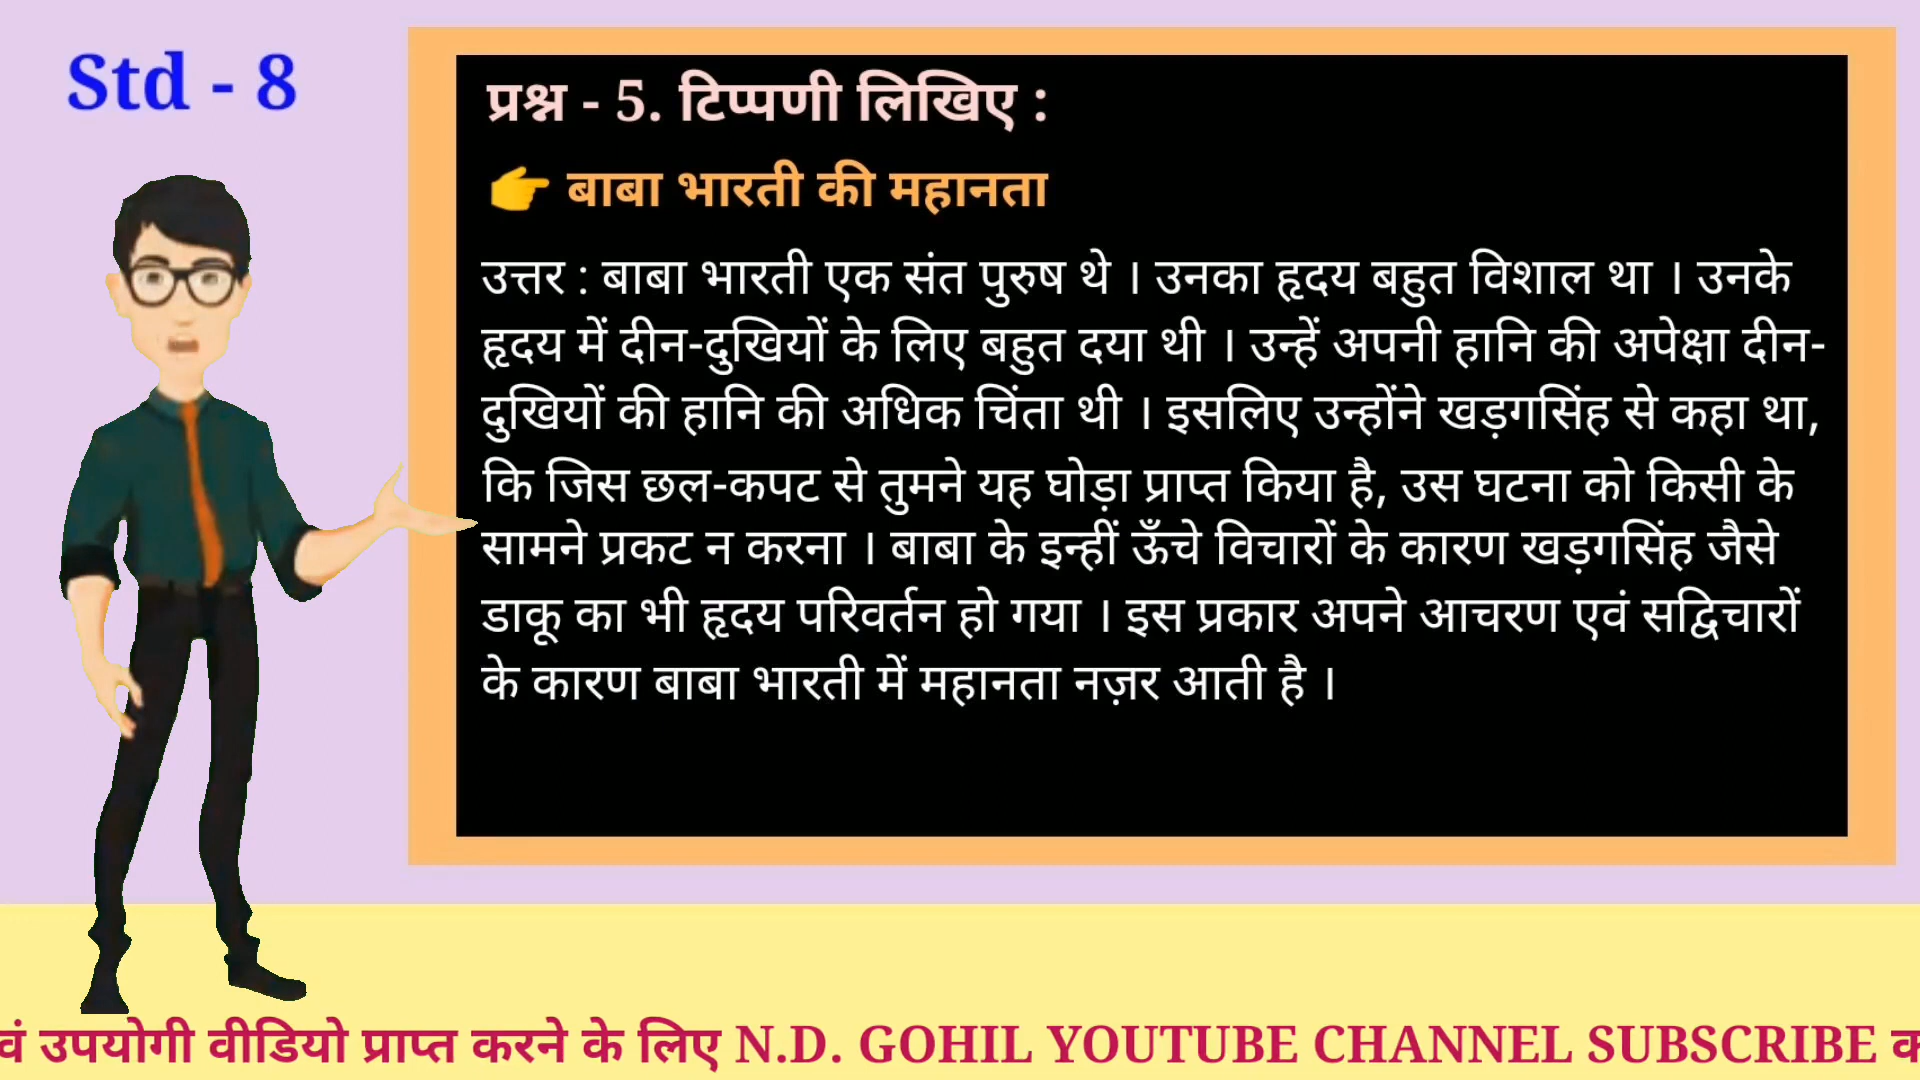 Std - 8
प्रश्न - 5. टिप्पणी लिखिए :
👉 बाबा भारती की महानता
उत्तर : बाबा भारती एक संत पुरुष थे । उनका हृदय बहुत विशाल था । उनके
हृदय में दीन-दुखियों के लिए बहुत दया थी । उन्हें अपनी हानि की अपेक्षा दीन-
दुखियों की हानि की अधिक चिंता थी । इसलिए उन्होंने खड़गसिंह से कहा था,
कि जिस छल-कपट से तुमने यह घोड़ा प्राप्त किया है, उस घटना को किसी के
सामने प्रकट न करना । बाबा के इन्हीं ऊँचे विचारों के कारण खड़गसिंह जैसे
डाकू का भी हृदय परिवर्तन हो गया । इस प्रकार अपने आचरण एवं सद्विचारों
के कारण बाबा भारती में महानता नज़र आती है ।
उपयोगी वीडियो प्राप्त करने के लिए N.D. GOHIL YOUTUBE CHANNEL SUBSCRIBE